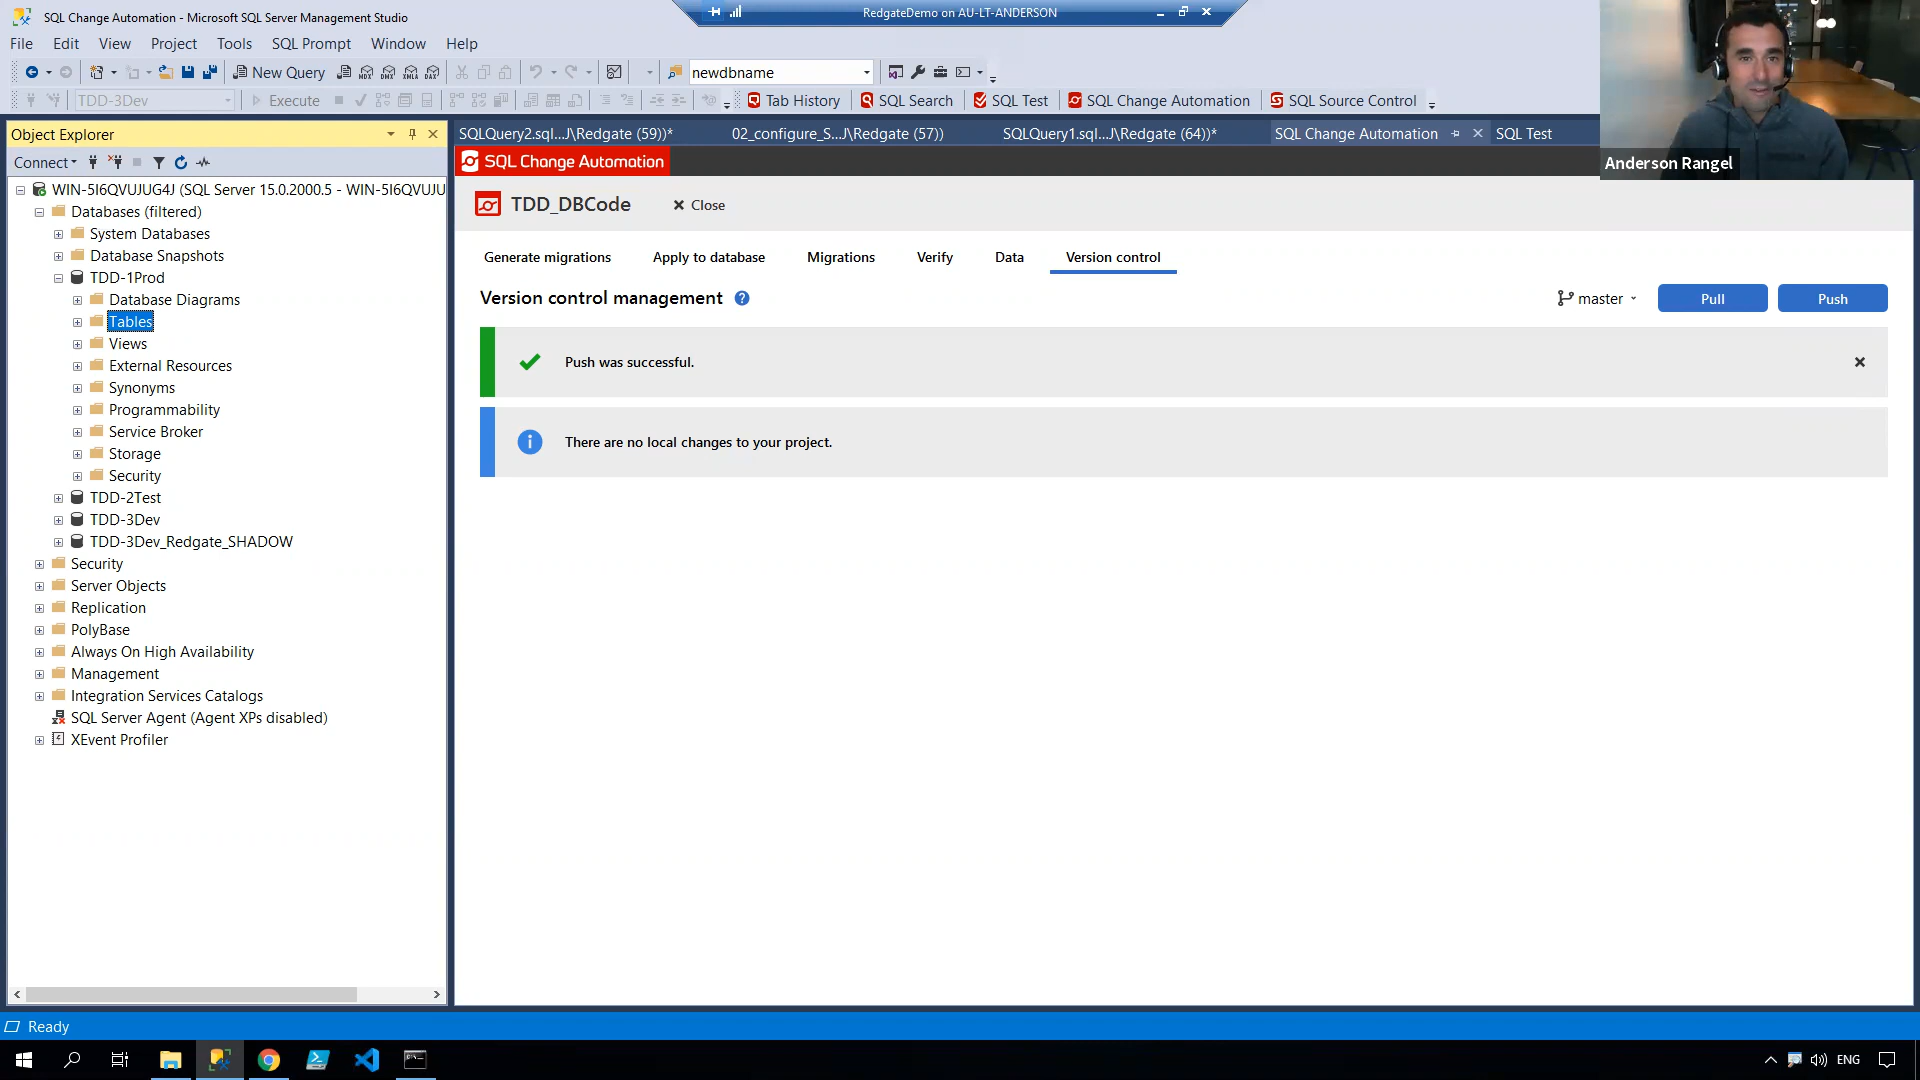 SQL Change Automation - Microsoft SQL Server Management Studio
RedgateDemo on AU-LT-ANDERSON
File Edit View Project Tools SQL Prompt Window Help
New Query
MDX DMX XMLA DAX
newdbname
TDD-3Dev
Execute
Tab History
SQL Search
SQL Test
SQL Change Automation
SQL Source Control
Anderson Rangel
Object Explorer
Connect
WIN-5I6QVUJUG4J (SQL Server 15.0.2000.5 - WIN-5I6QVUJU
Databases (filtered)
System Databases
Database Snapshots
TDD-1Prod
Database Diagrams
Tables
Views
External Resources
Synonyms
Programmability
Service Broker
Storage
Security
TDD-2Test
TDD-3Dev
TDD-3Dev_Redgate_SHADOW
Security
Server Objects
Replication
PolyBase
Always On High Availability
Management
Integration Services Catalogs
SQL Server Agent (Agent XPs disabled)
XEvent Profiler
SQLQuery2.sql...J\Redgate (59))*
02_configure_S...J\Redgate (57))
SQLQuery1.sql...J\Redgate (64))*
SQL Change Automation
SQL Test
SQL Change Automation
TDD_DBCode
Close
Generate migrations
Apply to database
Migrations
Verify
Data
Version control
Version control management ?
master
Pull
Push
Push was successful.
There are no local changes to your project.
Ready
ENG